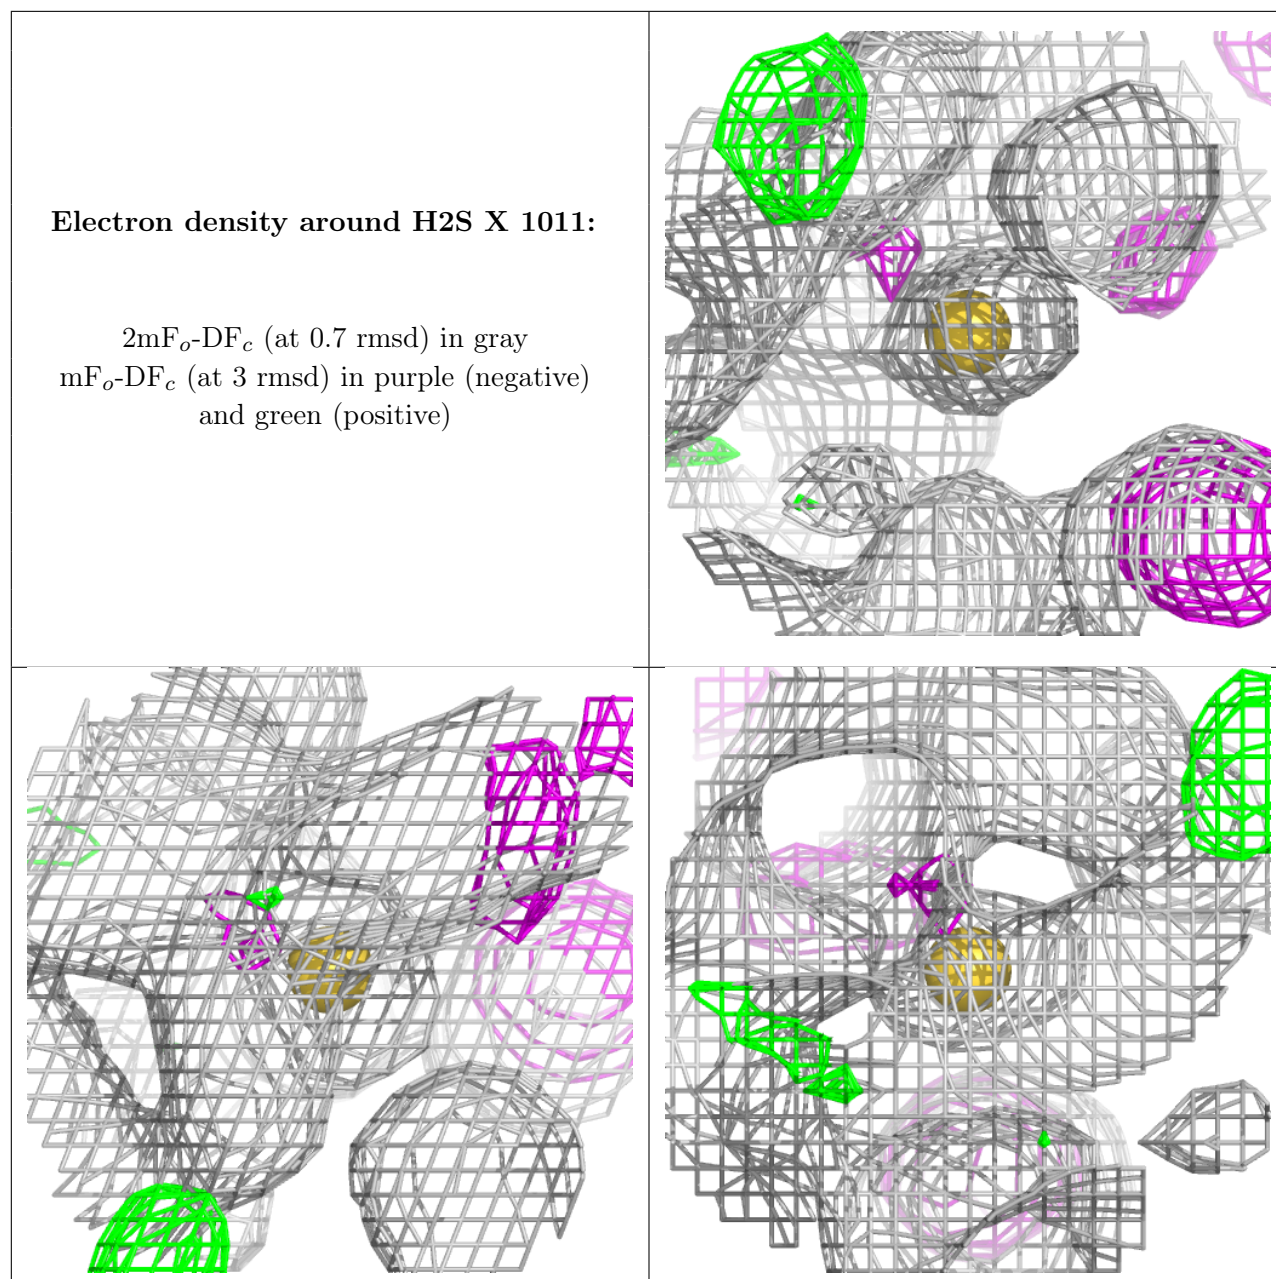 Electron density around H2S X 1011:
2mFo-DFc (at 0.7 rmsd) in gray
mFo-DFc (at 3 rmsd) in purple (negative)
and green (positive)